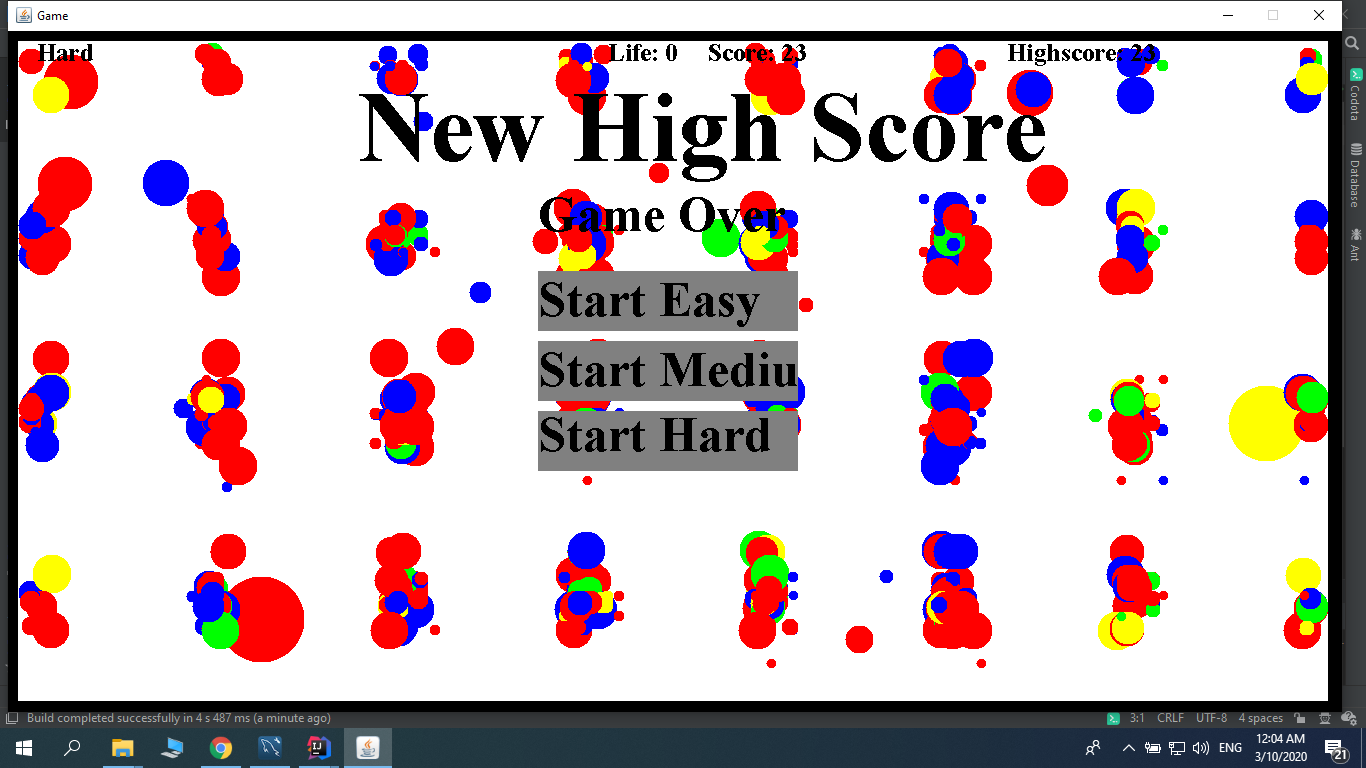 Game
Hard Life: 0 Score: 23 Highscore: 23
New High Score
Game Over
Start Easy
Start Mediu
Start Hard
Codota
Database
Ant
Build completed successfully in 4 s 487 ms (a minute ago)
3:1 CRLF UTF-8 4 spaces
ENG
12:04 AM
3/10/2020
21